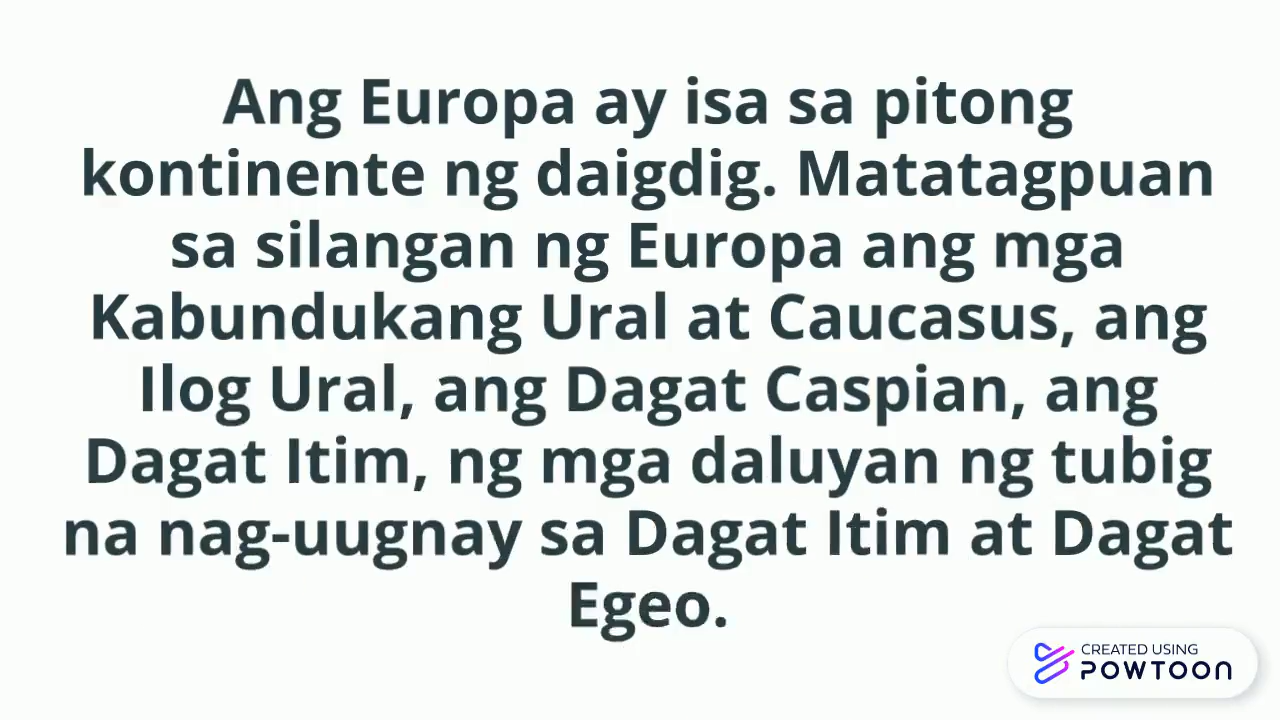 Ang Europa ay isa sa pitong
kontinente ng daigdig. Matatagpuan
sa silangan ng Europa ang mga
Kabundukang Ural at Caucasus, ang
Ilog Ural, ang Dagat Caspian, ang
Dagat Itim, ng mga daluyan ng tubig
na nag-uugnay sa Dagat Itim at Dagat
Egeo.
CREATED USING
POWTOON